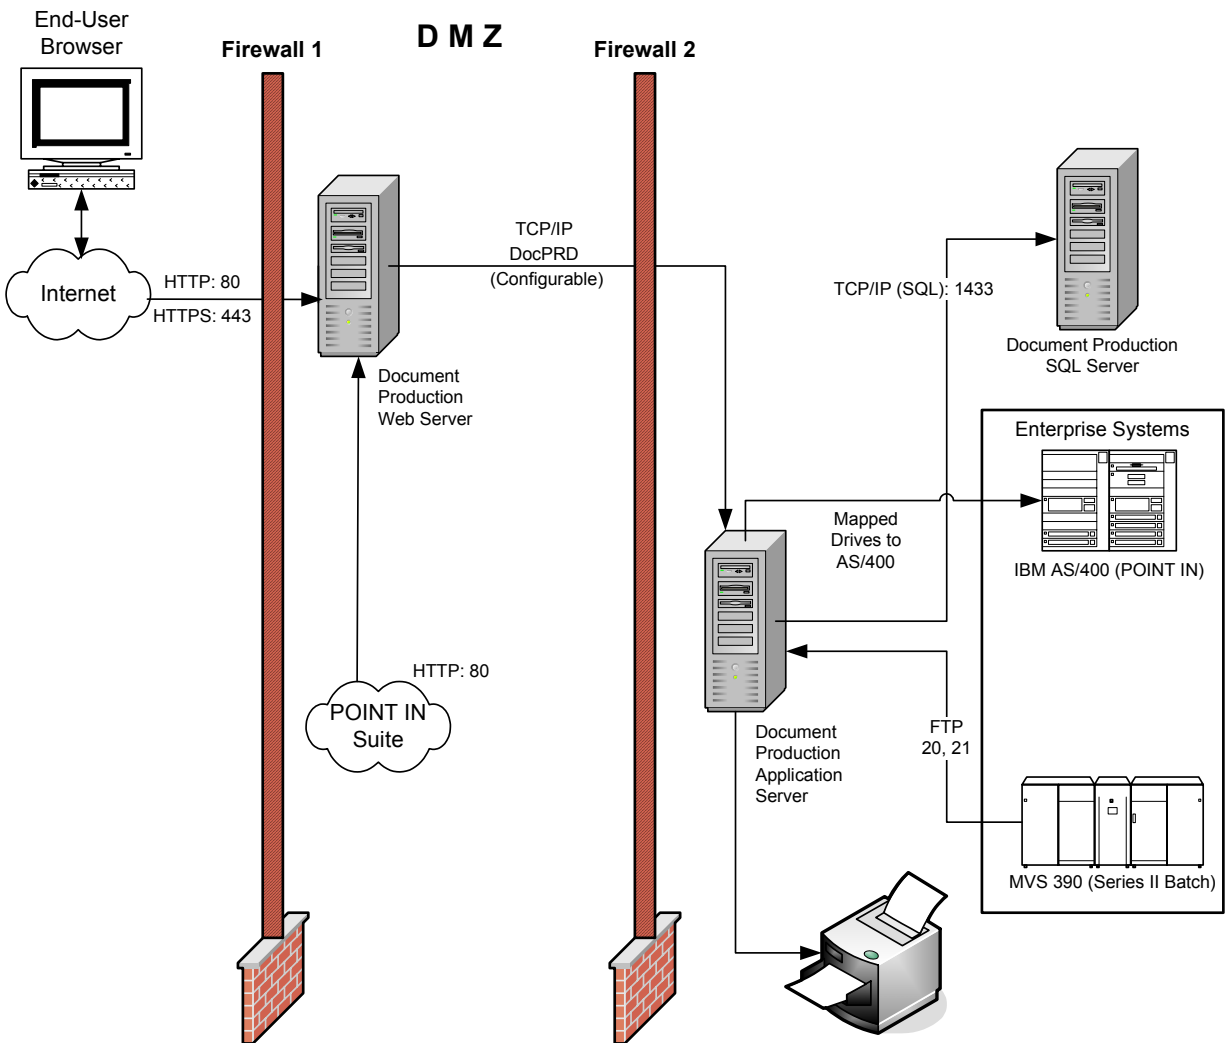 End-User
Browser
Firewall 1
D M Z
Firewall 2
Internet
HTTP: 80
HTTPS: 443
TCP/IP
DocPRD
(Configurable)
Document
Production
Web Server
TCP/IP (SQL): 1433
Document Production
SQL Server
Enterprise Systems
Mapped
Drives to
AS/400
IBM AS/400 (POINT IN)
HTTP: 80
POINT IN
Suite
Document
Production
Application
Server
FTP
20, 21
MVS 390 (Series II Batch)